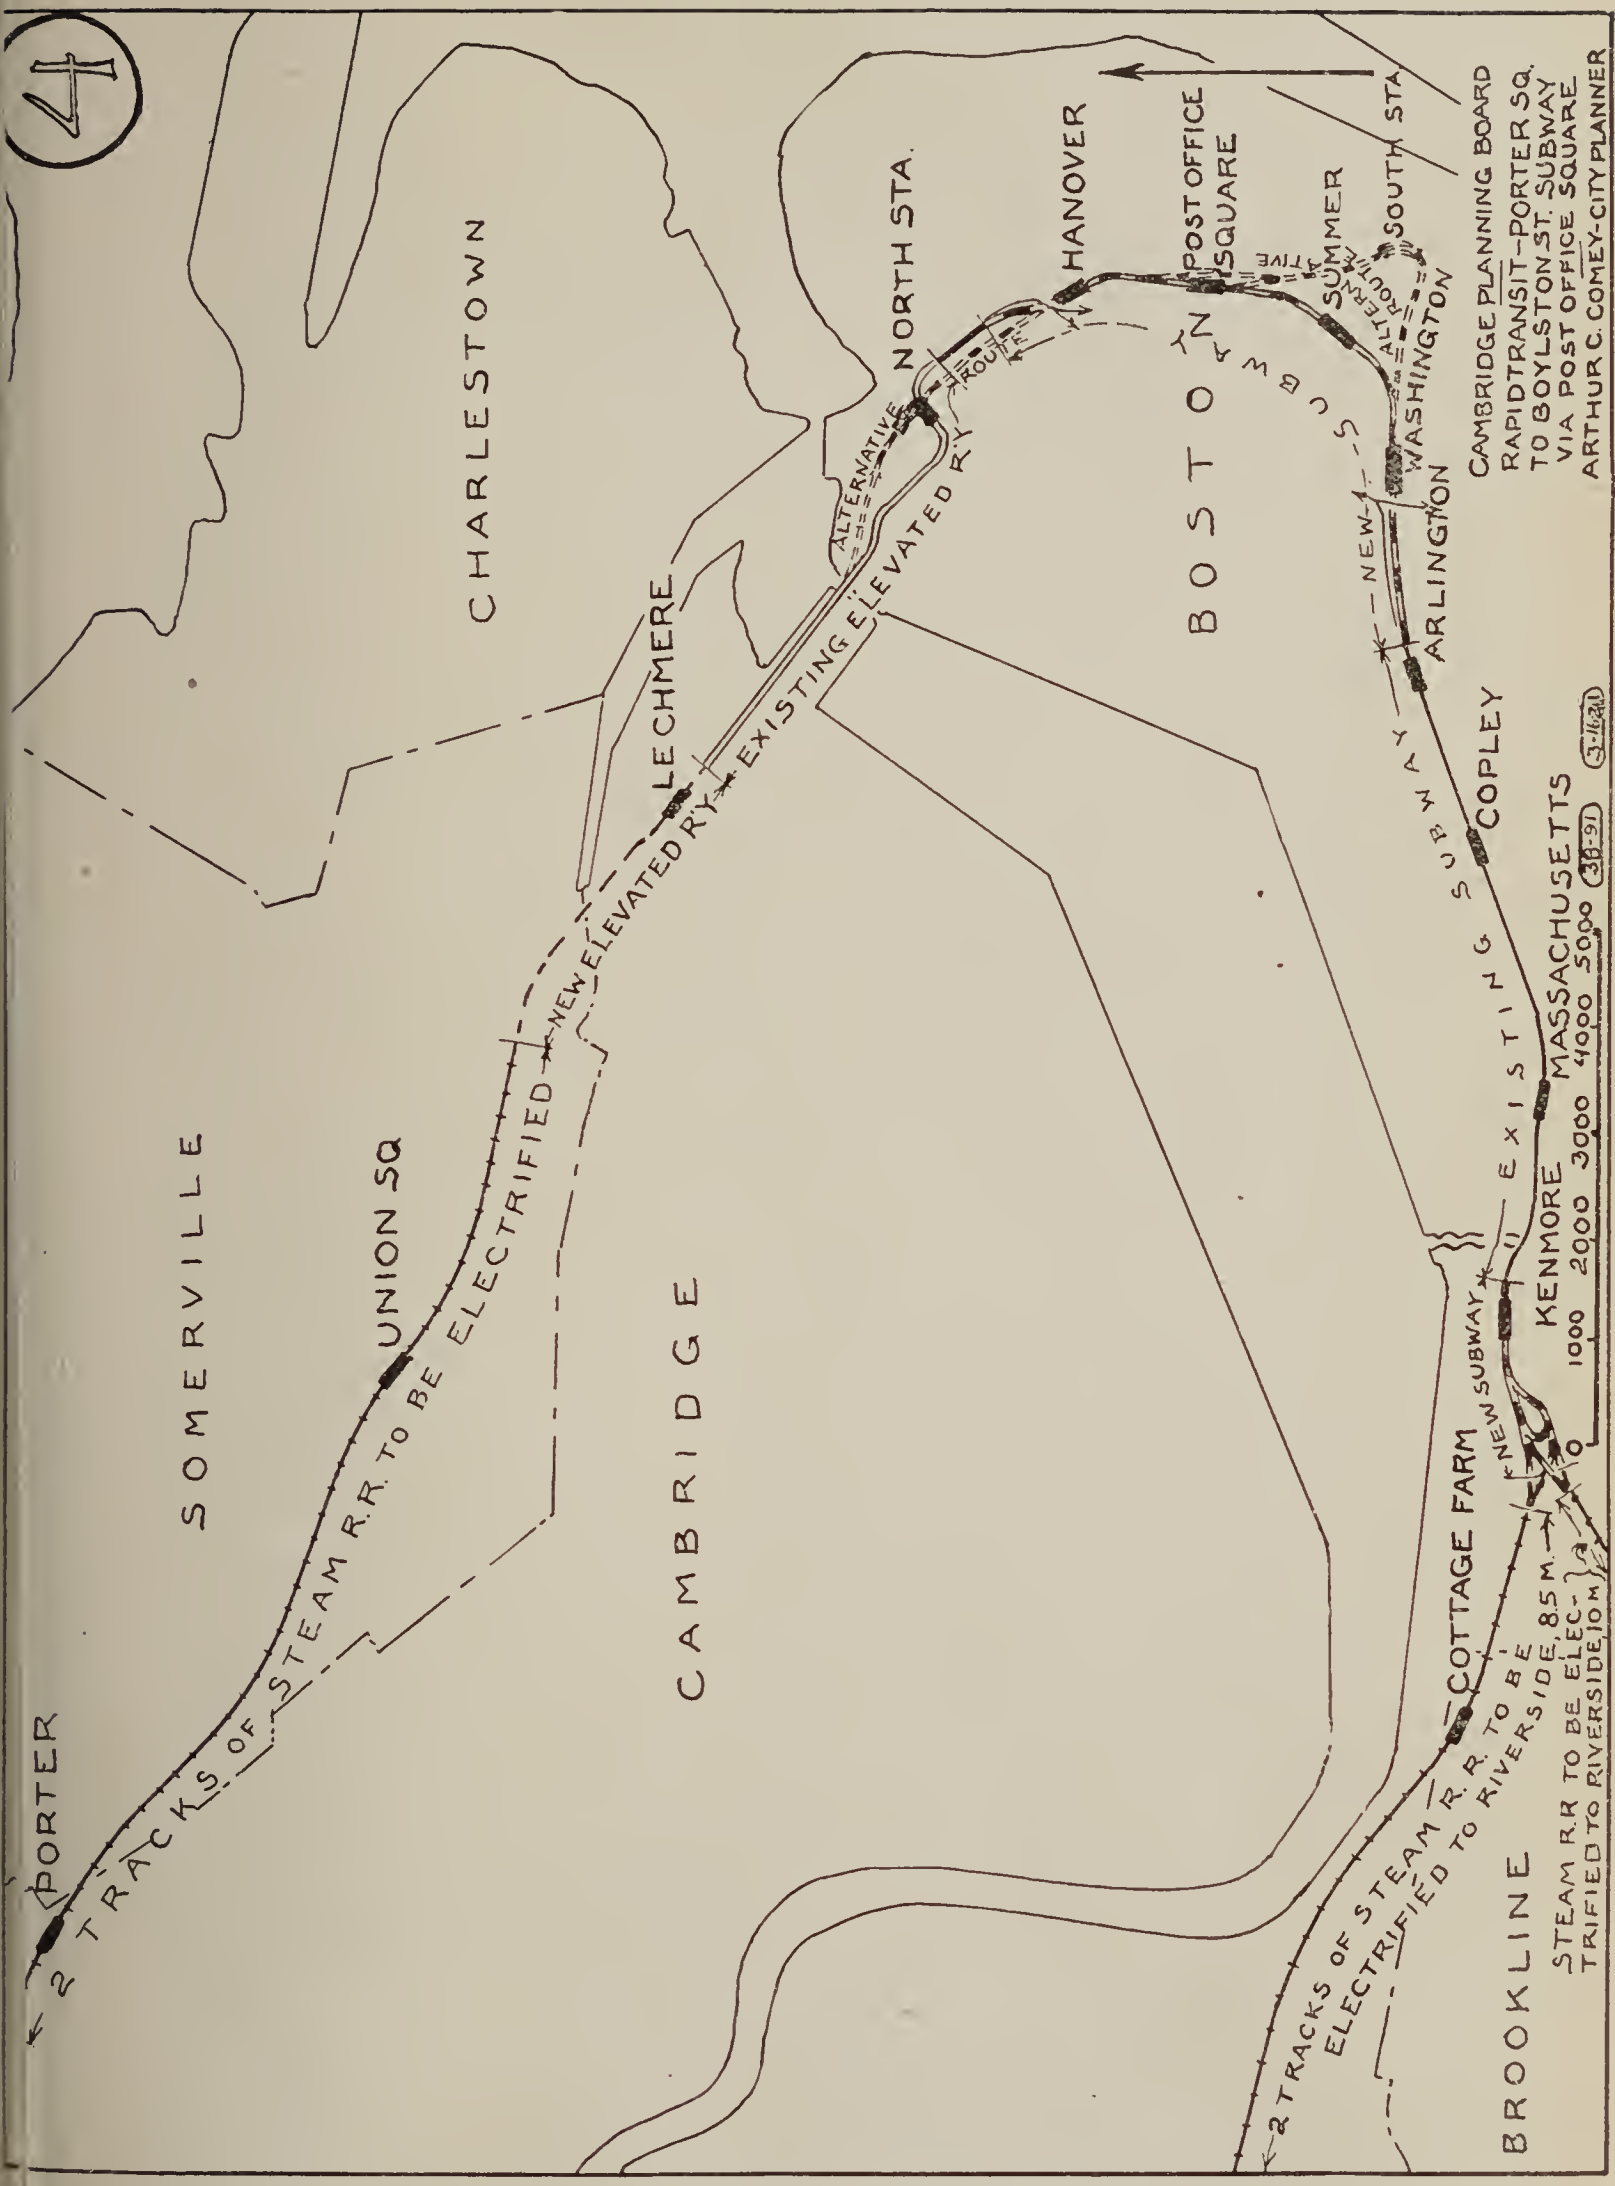 4
PORTER
SOMERVILLE
CHARLESTOWN
UNION SQ
LECHMERE
NORTH STA.
HANOVER
POST OFFICE
SQUARE
SUMMER
SOUTH STA.
WASHINGTON
ARLINGTON
COPLEY
MASSACHUSETTS
KENMORE
COTTAGE FARM
CAMBRIDGE
BOSTON
BROOKLINE
2 TRACKS OF STEAM R.R. TO BE ELECTRIFIED
NEW ELEVATED R'Y
EXISTING ELEVATED R'Y
ALTERNATIVE
ROUTE
ALTERNATIVE
ROUTE
NEW SUBWAY
EXISTING SUBWAY
NEW SUBWAY
2 TRACKS OF STEAM R.R. TO BE
ELECTRIFIED TO RIVERSIDE, 8.5 M.
STEAM R.R TO BE ELEC-
TRIFIED TO RIVERSIDE, 10 M
0 1000 2000 3000 4000 5000
38-91
CAMBRIDGE PLANNING BOARD
RAPID TRANSIT-PORTER SQ.
TO BOYLSTON ST. SUBWAY
VIA POST OFFICE SQUARE
ARTHUR C. COMEY-CITY PLANNER